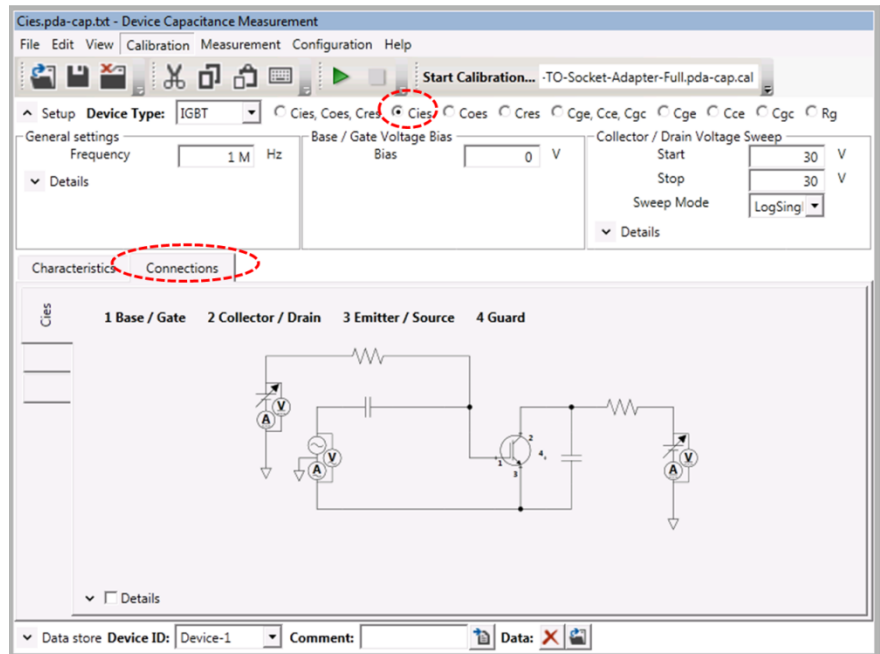 Cies.pda-cap.txt - Device Capacitance Measurement
File Edit View Calibration Measurement Configuration Help
Start Calibration... -TO-Socket-Adapter-Full.pda-cap.cal
Setup Device Type: IGBT Cies, Coes, Cres Cies Coes Cres Cge, Cce, Cgc Cge Cce Cgc Rg
General settings
Frequency 1 M Hz
Details
Base / Gate Voltage Bias
Bias 0 V
Collector / Drain Voltage Sweep
Start 30 V
Stop 30 V
Sweep Mode LogSingl
Details
Characteristics Connections
Cies
1 Base / Gate 2 Collector / Drain 3 Emitter / Source 4 Guard
V
A
V
A
1
2
3
4
V
A
Details
Data store Device ID: Device-1 Comment: Data: